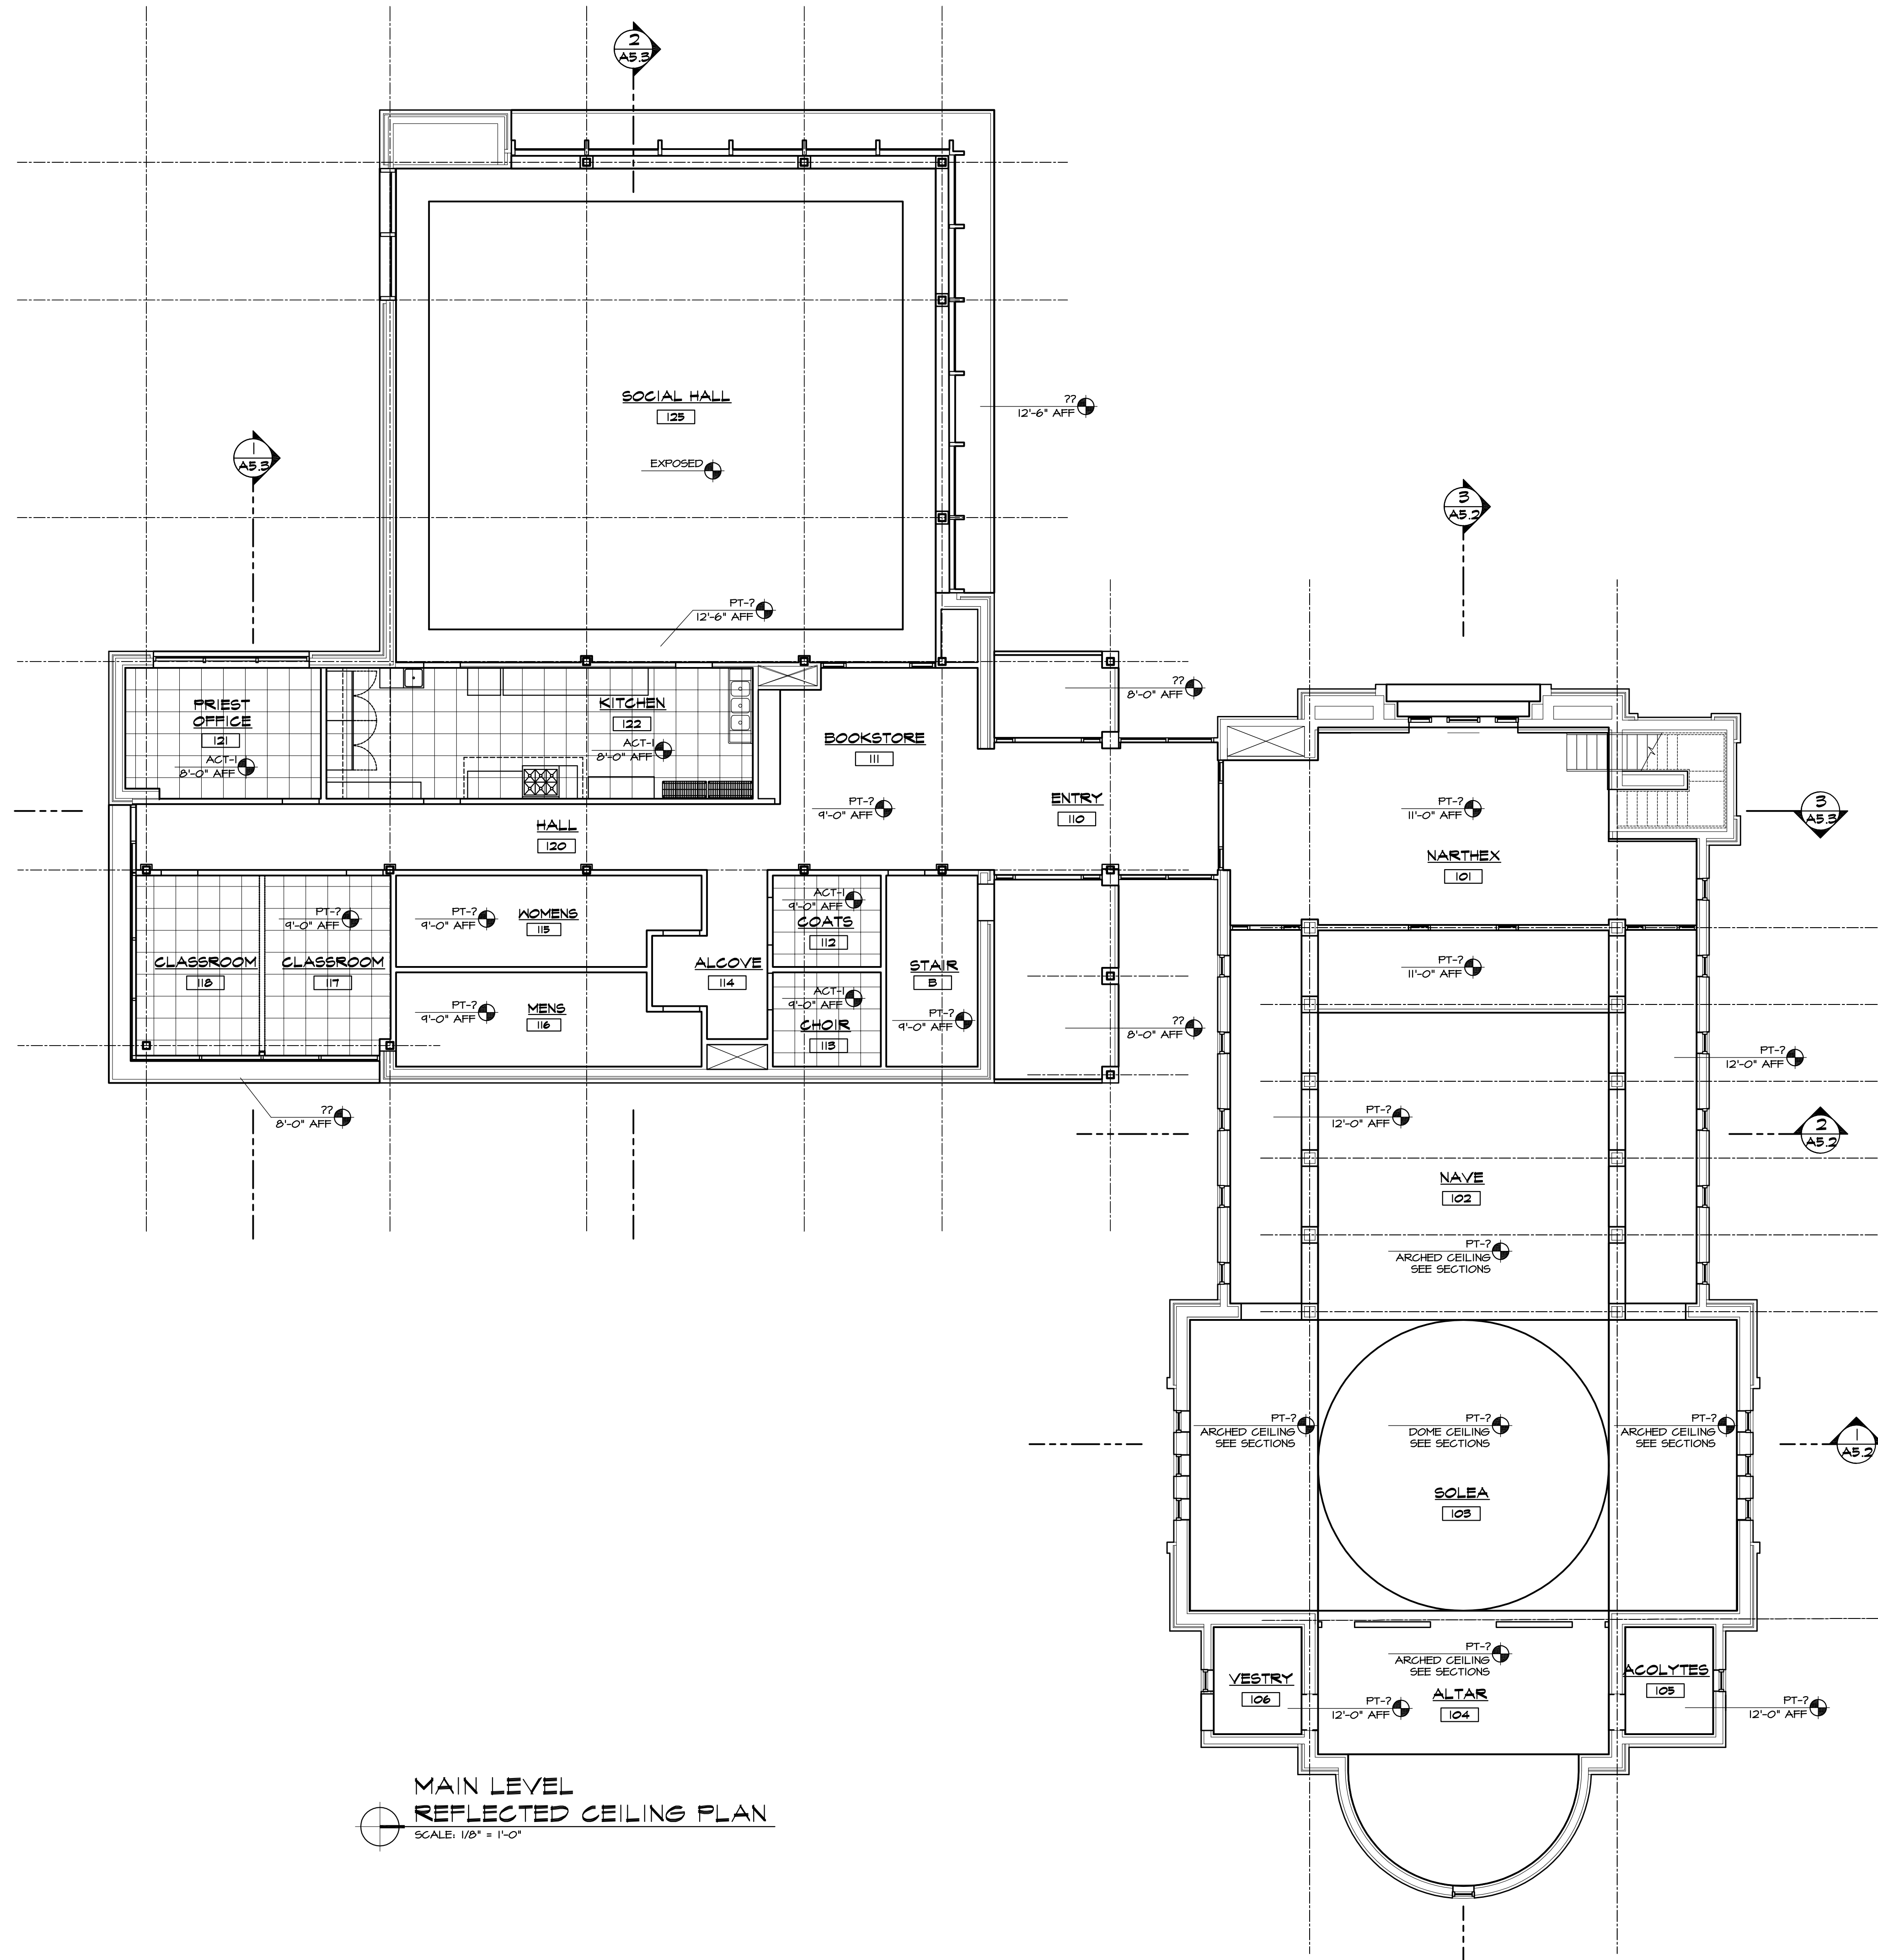 2
A5.3
SOCIAL HALL
125
EXPOSED
??
12'-6" AFF
1
A5.3
3
A5.2
PT-?
12'-6" AFF
PRIEST
OFFICE
121
ACT-1
8'-0" AFF
KITCHEN
122
ACT-1
8'-0" AFF
BOOKSTORE
111
PT-?
9'-0" AFF
??
8'-0" AFF
ENTRY
110
HALL
120
PT-?
11'-0" AFF
NARTHEX
101
3
A5.3
CLASSROOM
118
PT-?
9'-0" AFF
CLASSROOM
117
PT-?
9'-0" AFF
WOMENS
115
PT-?
9'-0" AFF
MENS
116
ALCOVE
114
ACT-1
9'-0" AFF
COATS
112
ACT-1
9'-0" AFF
CHOIR
113
STAIR
B
PT-?
9'-0" AFF
??
8'-0" AFF
??
8'-0" AFF
PT-?
11'-0" AFF
PT-?
12'-0" AFF
PT-?
12'-0" AFF
2
A5.2
NAVE
102
PT-?
ARCHED CEILING
SEE SECTIONS
PT-?
ARCHED CEILING
SEE SECTIONS
PT-?
DOME CEILING
SEE SECTIONS
PT-?
ARCHED CEILING
SEE SECTIONS
1
A5.2
SOLEA
103
PT-?
ARCHED CEILING
SEE SECTIONS
VESTRY
106
PT-?
12'-0" AFF
ALTAR
104
ACOLYTES
105
PT-?
12'-0" AFF
MAIN LEVEL
REFLECTED CEILING PLAN
SCALE: 1/8" = 1'-0"